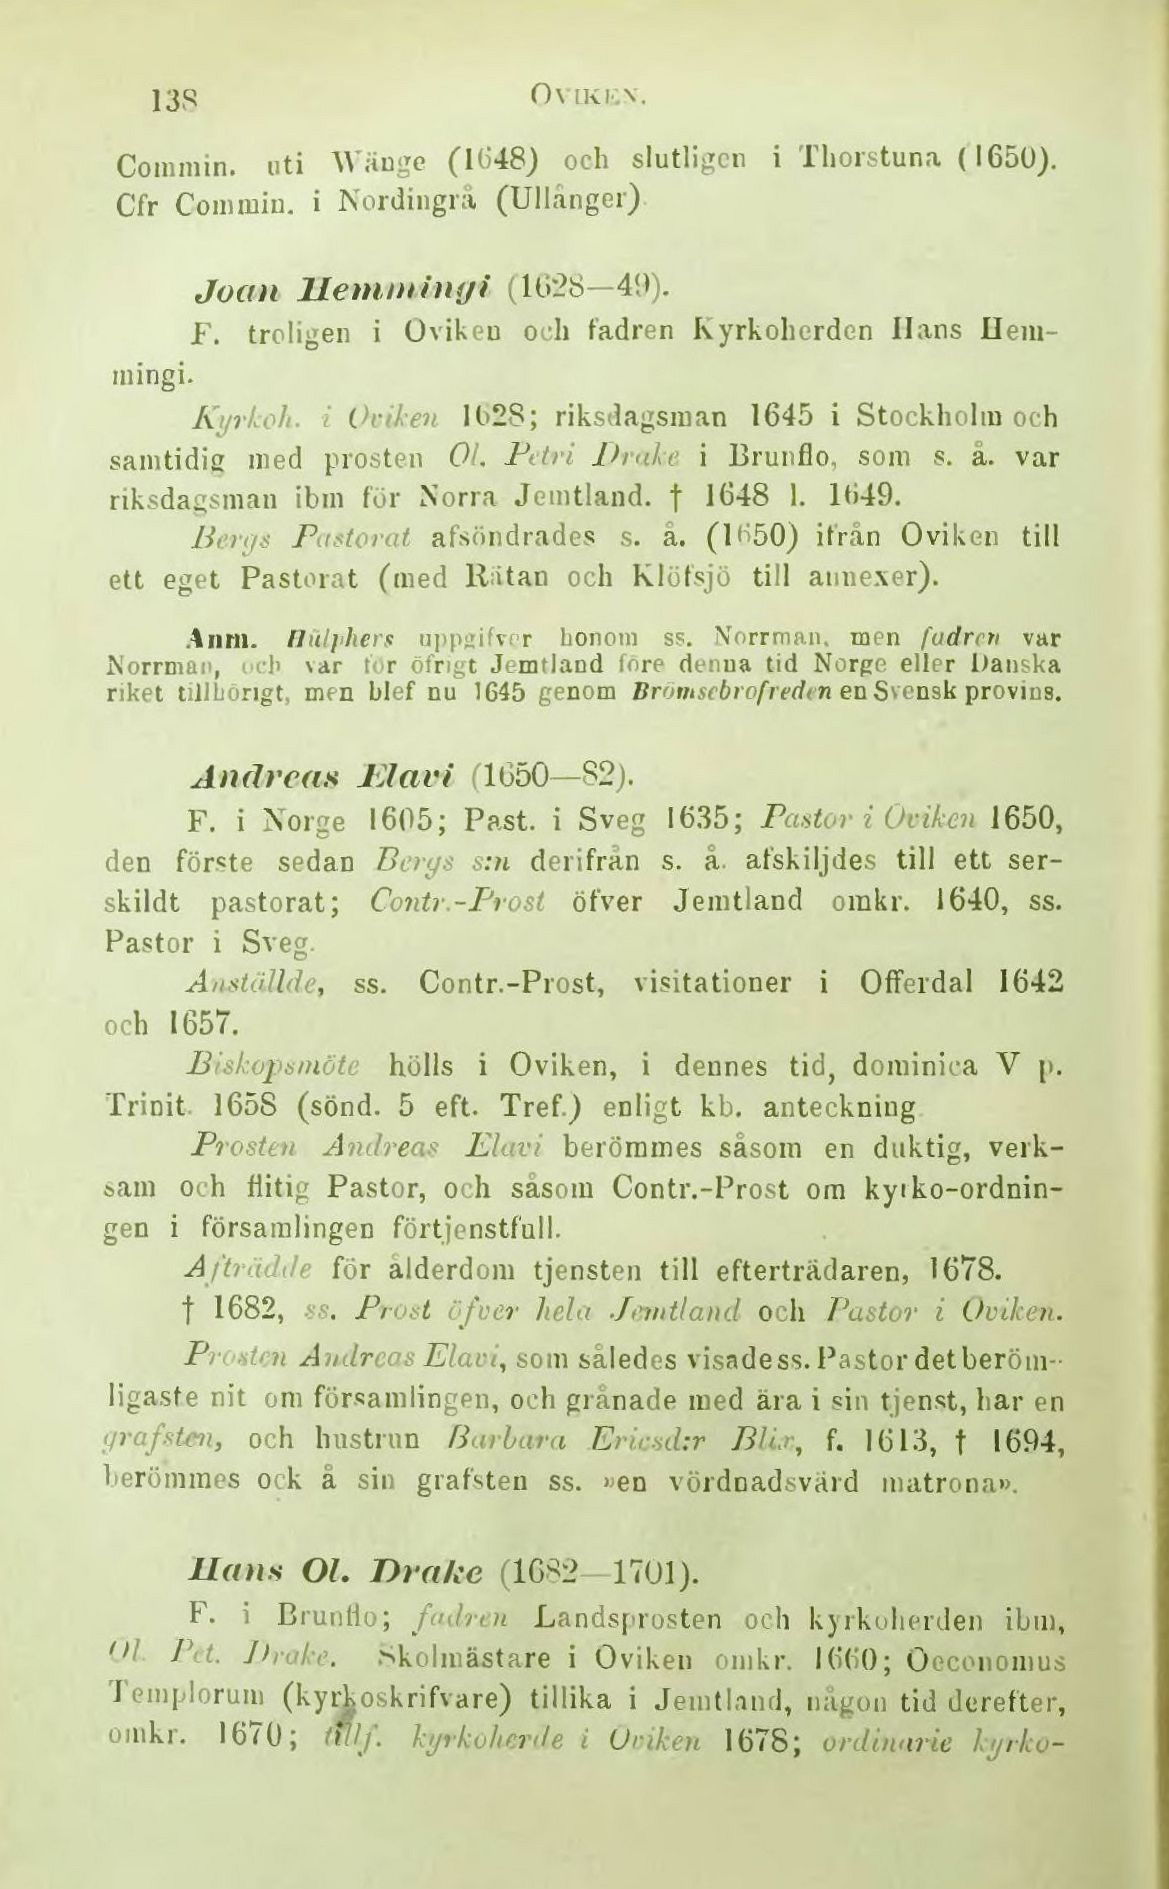 138 OVIKEN.
Commin. uti Wänge (1648) och slutligen i Thorstuna (1650).
Cfr Commin. i Nordingrå (Ullånger).
Joan Hemmingi (1628—49).
F. troligen i Oviken och fadren Kyrkoherden Hans Hem-
mingi.
Kyrkoh. i Oviken 1628; riksdagsman 1645 i Stockholm och
samtidig med prosten Ol. Petri Drake i Brunflo, som s. å. var
riksdagsman ibm för Norra Jemtland. † 1648 l. 1649.
Bergs Pastorat afsöndrades s. å. (1650) ifrån Oviken till
ett eget Pastorat (med Rätan och Klöfsjö till annexer).
Anm. Hülphers uppgifver honom ss. Norrman, men fadren var
Norrman, och var för öfrigt Jemtland före denna tid Norge eller Danska
riket tillhörigt, men blef nu 1645 genom Brömsebrofreden en Svensk provins.
Andreas Elavi (1650—82).
F. i Norge 1605; Past. i Sveg 1635; Pastor i Oviken 1650,
den förste sedan Bergs s:n derifrån s. å. afskiljdes till ett ser-
skildt pastorat; Contr.-Prost öfver Jemtland omkr. 1640, ss.
Pastor i Sveg.
Anställde, ss. Contr.-Prost, visitationer i Offerdal 1642
och 1657.
Biskopsmöte hölls i Oviken, i dennes tid, dominica V p.
Trinit. 1658 (sönd. 5 eft. Tref.) enligt kb. anteckning.
Prosten Andreas Elavi berömmes såsom en duktig, verk-
sam och flitig Pastor, och såsom Contr.-Prost om kyrko-ordnin-
gen i församlingen förtjenstfull.
Afträdde för ålderdom tjensten till efterträdaren, 1678.
† 1682, ss. Prost öfver hela Jemtland och Pastor i Oviken.
Prosten Andreas Elavi, som således visade ss. Pastor det beröm-
ligaste nit om församlingen, och grånade med ära i sin tjenst, har en
grafsten, och hustrun Barbara Ericsd:r Blix, f. 1613, † 1694,
berömmes ock å sin grafsten ss. »en vördnadsvärd matrona».
Hans Ol. Drake (1682—1701).
F. i Brunflo; fadren Landsprosten och kyrkoherden ibm,
Ol. Pet. Drake. Skolmästare i Oviken omkr. 1660; Oeconomus
Templorum (kyrkoskrifvare) tillika i Jemtland, någon tid derefter,
omkr. 1670; tillf. kyrkoherde i Oviken 1678; ordinarie kyrko-